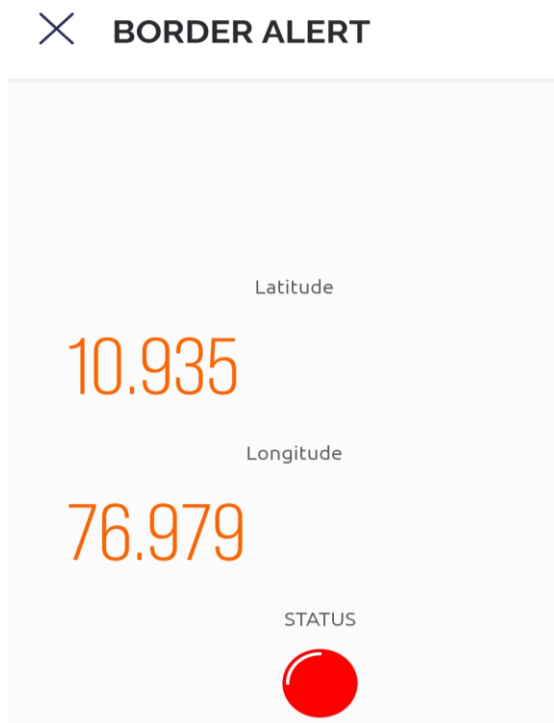 BORDER ALERT
Latitude
10.935
Longitude
76.979
STATUS